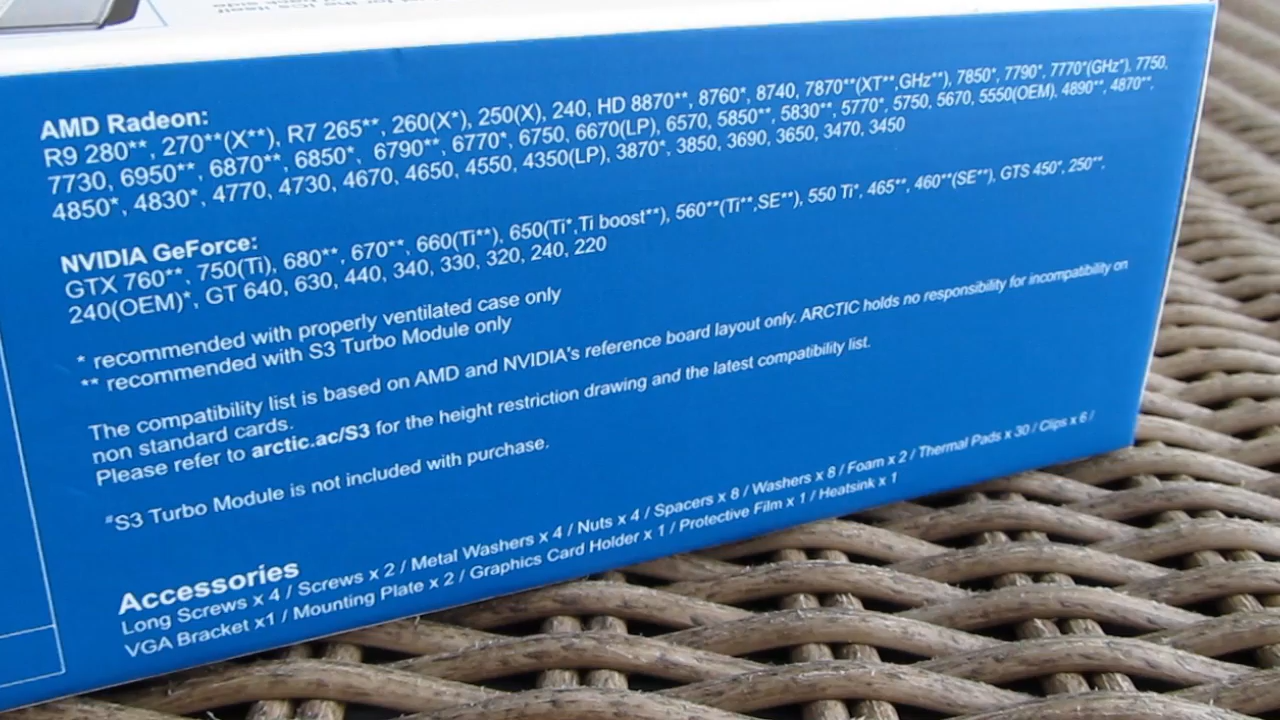 AMD Radeon:
R9 280**, 270**(X**), R7 265**, 260(X*), 250(X), 240, HD 8870**, 8760*, 8740, 7870**(XT**,GHz**), 7850*, 7790*, 7770*(GHz*), 7750,
7730, 6950**, 6870**, 6850*, 6790**, 6770*, 6750, 6670(LP), 6570, 5850**, 5830**, 5770*, 5750, 5670, 5550(OEM), 4890**, 4870**,
4850*, 4830*, 4770, 4730, 4670, 4650, 4550, 4350(LP), 3870*, 3850, 3690, 3650, 3470, 3450
NVIDIA GeForce:
GTX 760**, 750(Ti), 680**, 670**, 660(Ti**), 650(Ti*,Ti boost**), 560**(Ti**,SE**), 550 Ti*, 465**, 460**(SE**), GTS 450*, 250**,
240(OEM)*, GT 640, 630, 440, 340, 330, 320, 240, 220
* recommended with properly ventilated case only
** recommended with S3 Turbo Module only
The compatibility list is based on AMD and NVIDIA's reference board layout only. ARCTIC holds no responsibility for incompatibility on
non standard cards.
Please refer to arctic.ac/S3 for the height restriction drawing and the latest compatibility list.
#S3 Turbo Module is not included with purchase.
Accessories
Long Screws x 4 / Screws x 2 / Metal Washers x 4 / Nuts x 4 / Spacers x 8 / Washers x 8 / Foam x 2 / Thermal Pads x 30 / Clips x 6 /
VGA Bracket x1 / Mounting Plate x 2 / Graphics Card Holder x 1 / Protective Film x 1 / Heatsink x 1